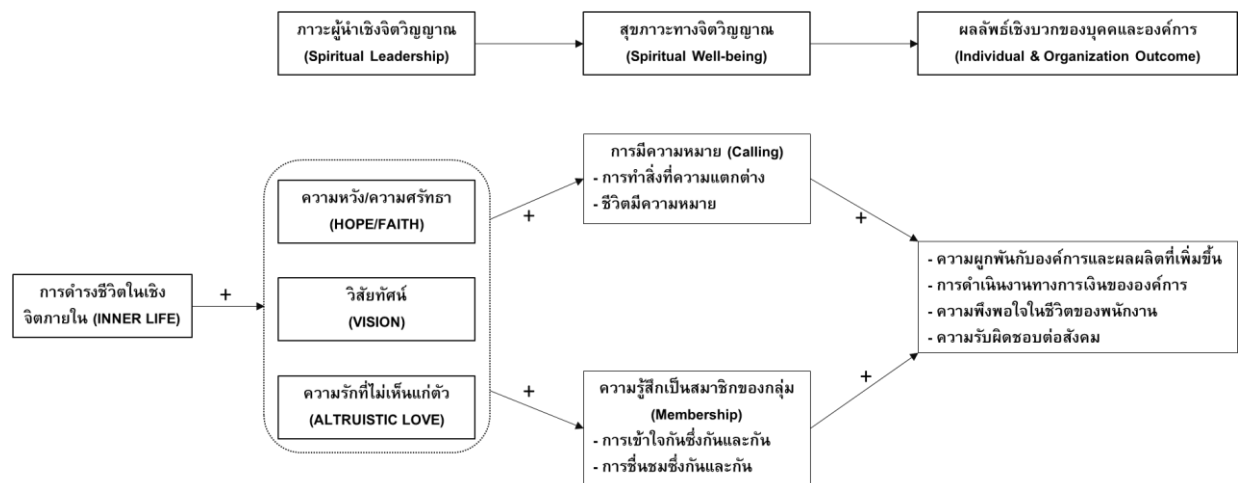 ภาวะผู้นำเชิงจิตวิญญาณ
(Spiritual Leadership)
สุขภาวะทางจิตวิญญาณ
(Spiritual Well-being)
ผลลัพธ์เชิงบวกของบุคคลและองค์การ
(Individual & Organization Outcome)
การดำรงชีวิตในเชิง
จิตภายใน (INNER LIFE)
+
ความหวัง/ความศรัทธา
(HOPE/FAITH)
วิสัยทัศน์
(VISION)
ความรักที่ไม่เห็นแก่ตัว
(ALTRUISTIC LOVE)
+
+
การมีความหมาย (Calling)
- การทำสิ่งที่ความแตกต่าง
- ชีวิตมีความหมาย
ความรู้สึกเป็นสมาชิกของกลุ่ม
(Membership)
- การเข้าใจกันซึ่งกันและกัน
- การชื่นชมซึ่งกันและกัน
+
+
- ความผูกพันกับองค์การและผลผลิตที่เพิ่มขึ้น
- การดำเนินงานทางการเงินขององค์การ
- ความพึงพอใจในชีวิตของพนักงาน
- ความรับผิดชอบต่อสังคม